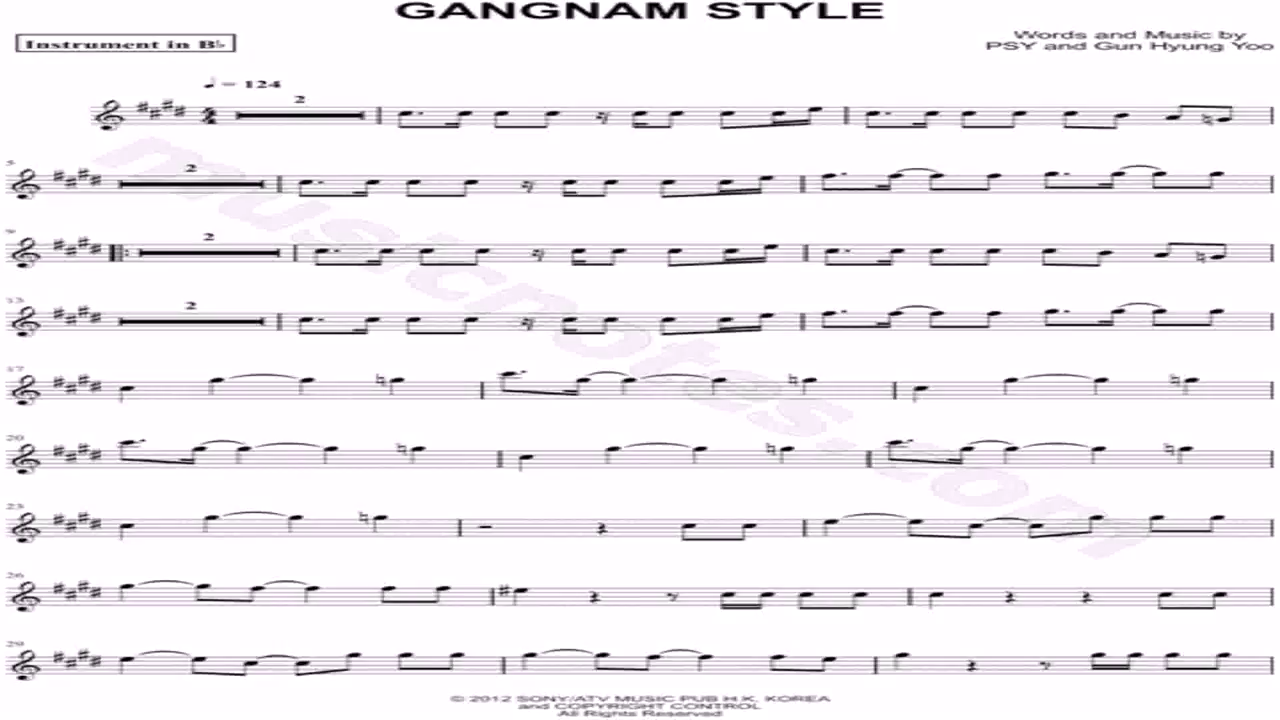 GANGNAM STYLE
Instrument in B♭
Words and Music by
PSY and Gun Hyung Yoo
♩ = 124
2
5
2
9
2
13
2
17
20
23
26
29
musicnotes.com
© 2012 SONY/ATV MUSIC PUB H.K. KOREA
and COPYRIGHT CONTROL
All Rights Reserved